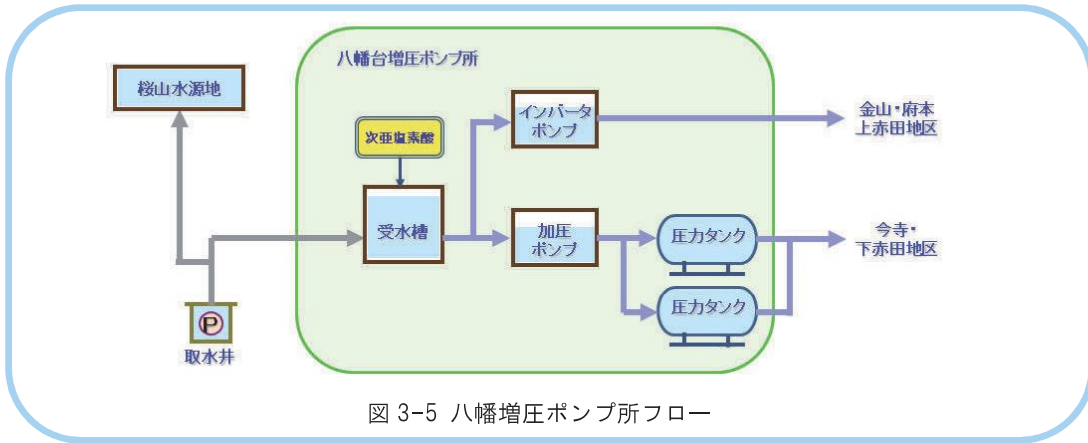 八幡台増圧ポンプ所
桜山水源地
次亜塩素酸
受水槽
インバータ
ポンプ
加圧
ポンプ
圧力タンク
圧力タンク
金山・府本
上赤田地区
今寺・
下赤田地区
P
取水井
図 3-5 八幡増圧ポンプ所フロー